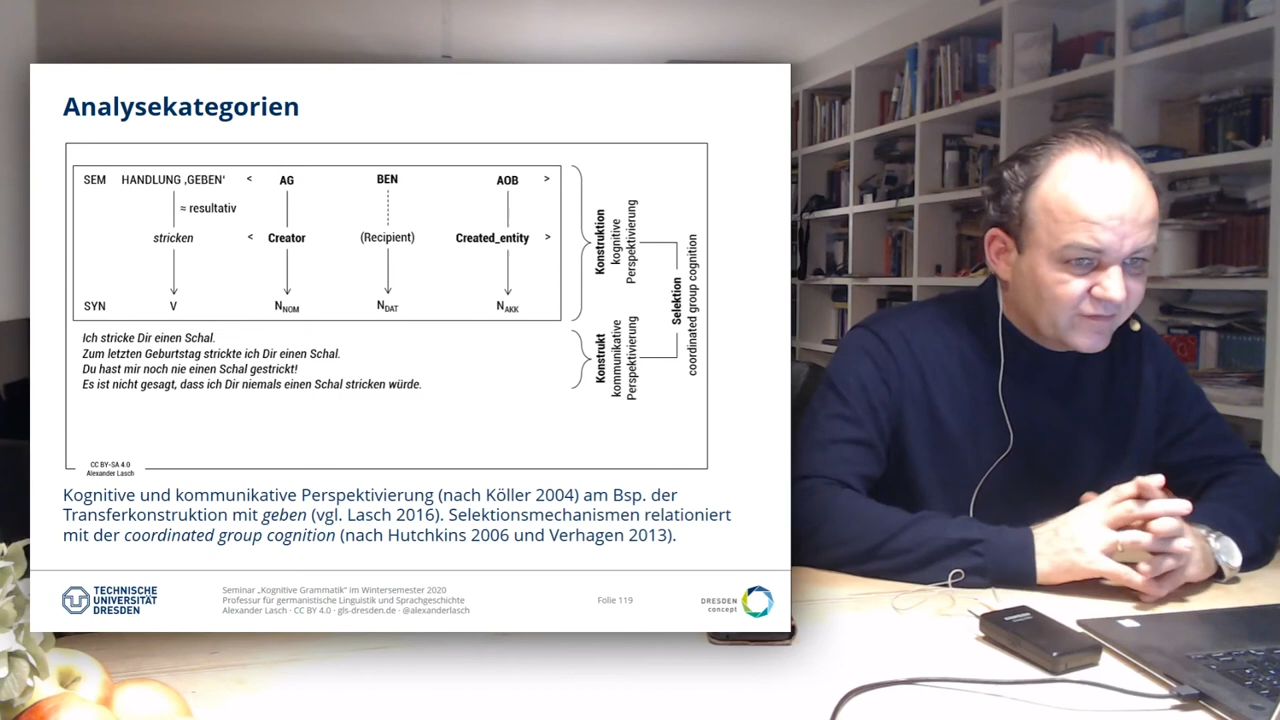 Analysekategorien
SEM HANDLUNG ‚GEBEN‘ < AG BEN AOB >
≈ resultativ
stricken < Creator (Recipient) Created_entity >
SYN V NNOM NDAT NAKK
Konstruktion
kognitive
Perspektivierung
Ich stricke Dir einen Schal.
Zum letzten Geburtstag strickte ich Dir einen Schal.
Du hast mir noch nie einen Schal gestrickt!
Es ist nicht gesagt, dass ich Dir niemals einen Schal stricken würde.
Konstrukt
kommunikative
Perspektivierung
Selektion
coordinated group cognition
CC BY-SA 4.0
Alexander Lasch
Kognitive und kommunikative Perspektivierung (nach Köller 2004) am Bsp. der
Transferkonstruktion mit geben (vgl. Lasch 2016). Selektionsmechanismen relationiert
mit der coordinated group cognition (nach Hutchkins 2006 und Verhagen 2013).
TECHNISCHE
UNIVERSITÄT
DRESDEN
Seminar „Kognitive Grammatik“ im Wintersemester 2020
Professur für germanistische Linguistik und Sprachgeschichte
Alexander Lasch · CC BY 4.0 · gls-dresden.de · @alexanderlasch
Folie 119
DRESDEN
concept